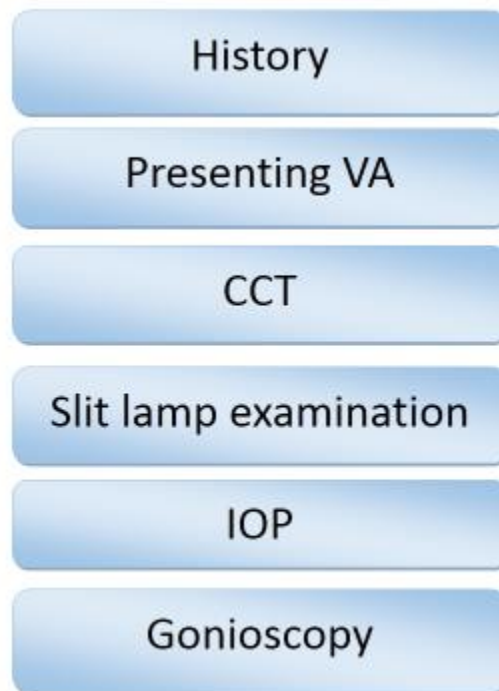 History
Presenting VA
CCT
Slit lamp examination
IOP
Gonioscopy